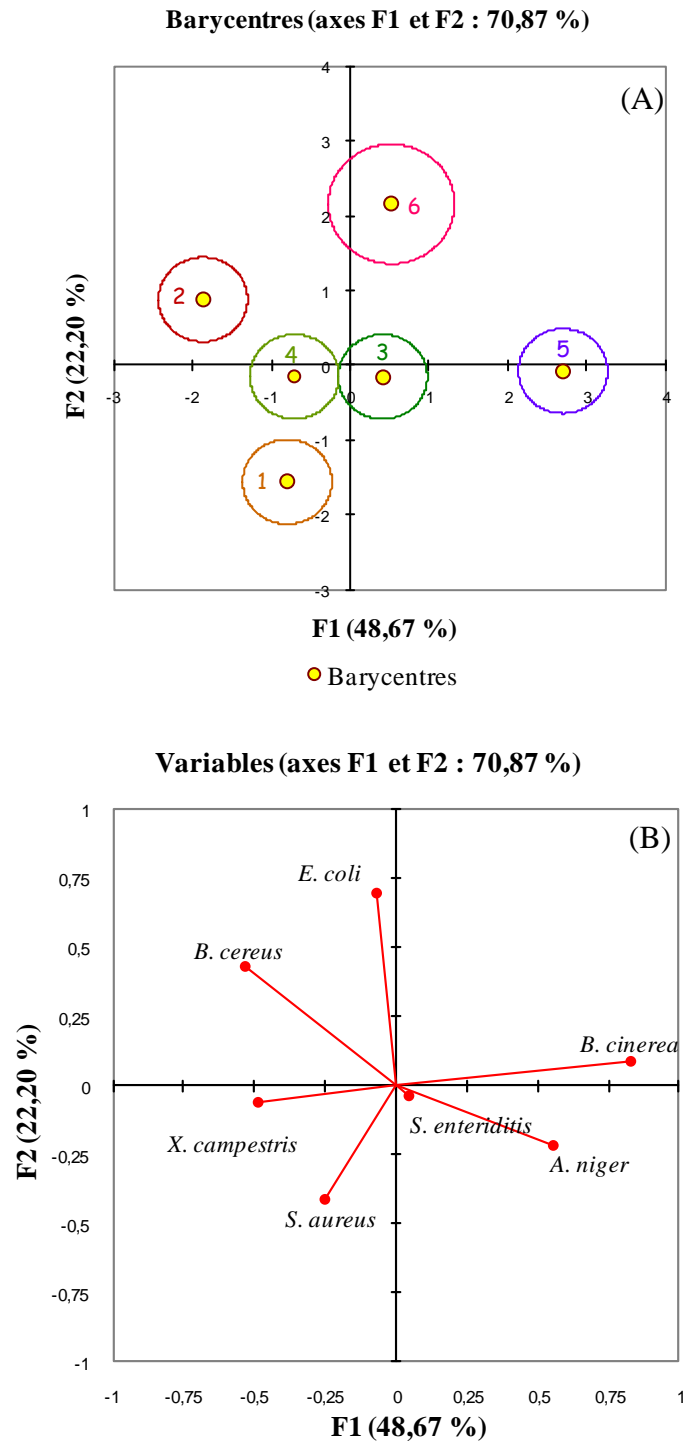 Barycentres (axes F1 et F2 : 70,87 %)
(A)
4
3
2
1
0
-1
-2
-3
-3
-2
-1
0
1
2
3
4
6
2
4
3
5
1
F2 (22,20 %)
F1 (48,67 %)
Barycentres
Variables (axes F1 et F2 : 70,87 %)
(B)
1
0,75
0,5
0,25
0
-0,25
-0,5
-0,75
-1
E. coli
B. cereus
B. cinerea
S. enteriditis
X. campestris
A. niger
S. aureus
F2 (22,20 %)
-1
-0,75
-0,5
-0,25
0
0,25
0,5
0,75
1
F1 (48,67 %)